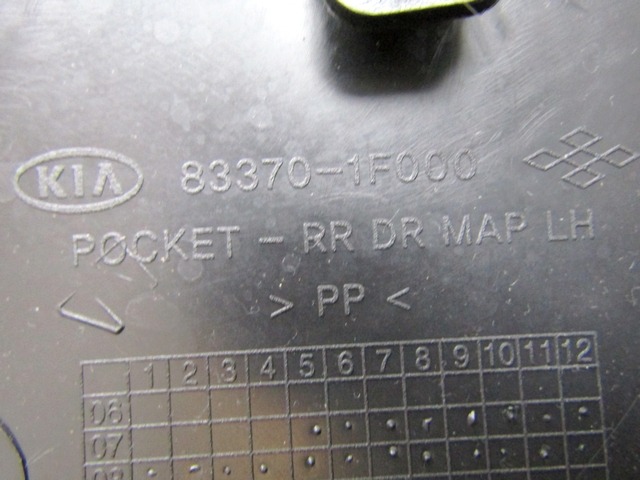 KIA 83370-1F000
POCKET - RR DR MAP LH
> PP <
1 2 3 4 5 6 7 8 9 10 11 12
06
07
08